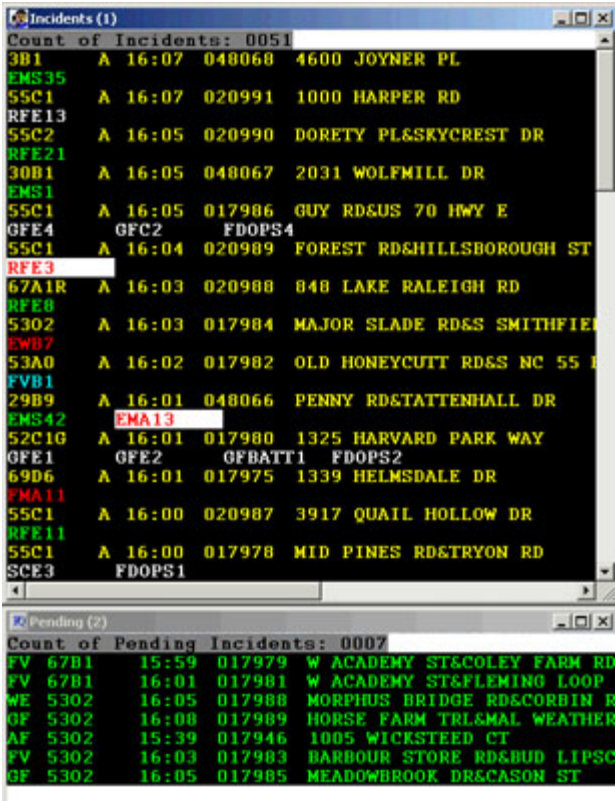 Incidents (1)
Count of Incidents: 0051
3B1 A 16:07 048068 4600 JOYNER PL
EMS35
55C1 A 16:07 020991 1000 HARPER RD
RFE13
55C2 A 16:05 020990 DORETY PL&SKYCREST DR
RFE21
30B1 A 16:05 048067 2031 WOLFMILL DR
EMS1
55C1 A 16:05 017986 GUY RD&US 70 HWY E
GFE4 GFC2 FDOPS4
55C1 A 16:04 020989 FOREST RD&HILLSBOROUGH ST
RFE3
67A1R A 16:03 020988 848 LAKE RALEIGH RD
RFE8
5302 A 16:03 017984 MAJOR SLADE RD&S SMITHFIE
EWB7
53A0 A 16:02 017982 OLD HONEYCUTT RD&S NC 55
FVB1
29B9 A 16:01 048066 PENNY RD&TATTENHALL DR
EMS42 EMA13
52C1G A 16:01 017980 1325 HARVARD PARK WAY
GFE1 GFE2 GFBATT1 FDOPS2
69D6 A 16:01 017975 1339 HELMSDALE DR
FMA11
55C1 A 16:00 020987 3917 QUAIL HOLLOW DR
RFE11
55C1 A 16:00 017978 MID PINES RD&TRYON RD
SCE3 FDOPS1
Pending (2)
Count of Pending Incidents: 0007
FV 67B1 15:59 017979 W ACADEMY ST&COLEY FARM RD
FV 67B1 16:01 017981 W ACADEMY ST&FLEMING LOOP
WE 5302 16:05 017988 MORPHUS BRIDGE RD&CORBIN R
GF 5302 16:08 017989 HORSE FARM TRL&MAL WEATHER
AF 5302 15:39 017946 1005 WICKSTEED CT
FV 5302 16:03 017983 BARBOUR STORE RD&BUD LIPSC
GF 5302 16:05 017985 MEADOWBROOK DR&CASON ST